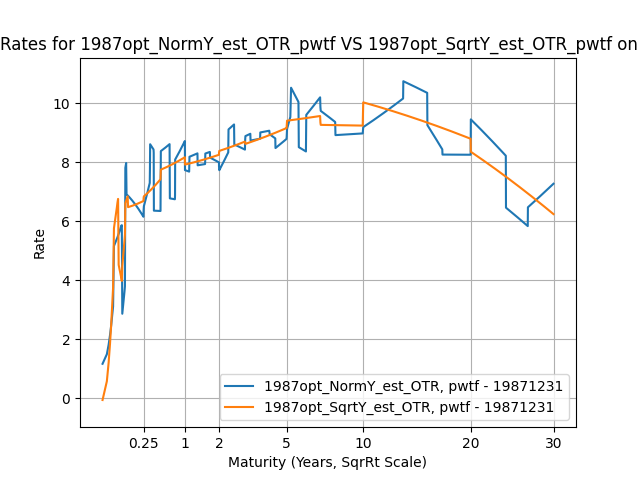 Rates for 1987opt_NormY_est_OTR_pwtf VS 1987opt_SqrtY_est_OTR_pwtf on
10
8
6
4
2
0
Rate
1987opt_NormY_est_OTR, pwtf - 19871231
1987opt_SqrtY_est_OTR, pwtf - 19871231
0.25 1 2 5 10 20 30
Maturity (Years, SqrRt Scale)